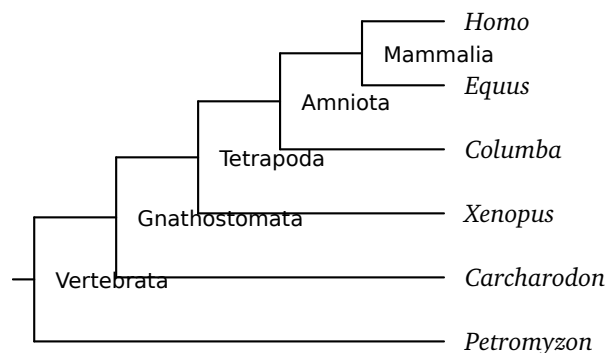 Homo
Mammalia
Equus
Amniota
Columba
Tetrapoda
Xenopus
Gnathostomata
Carcharodon
Vertebrata
Petromyzon